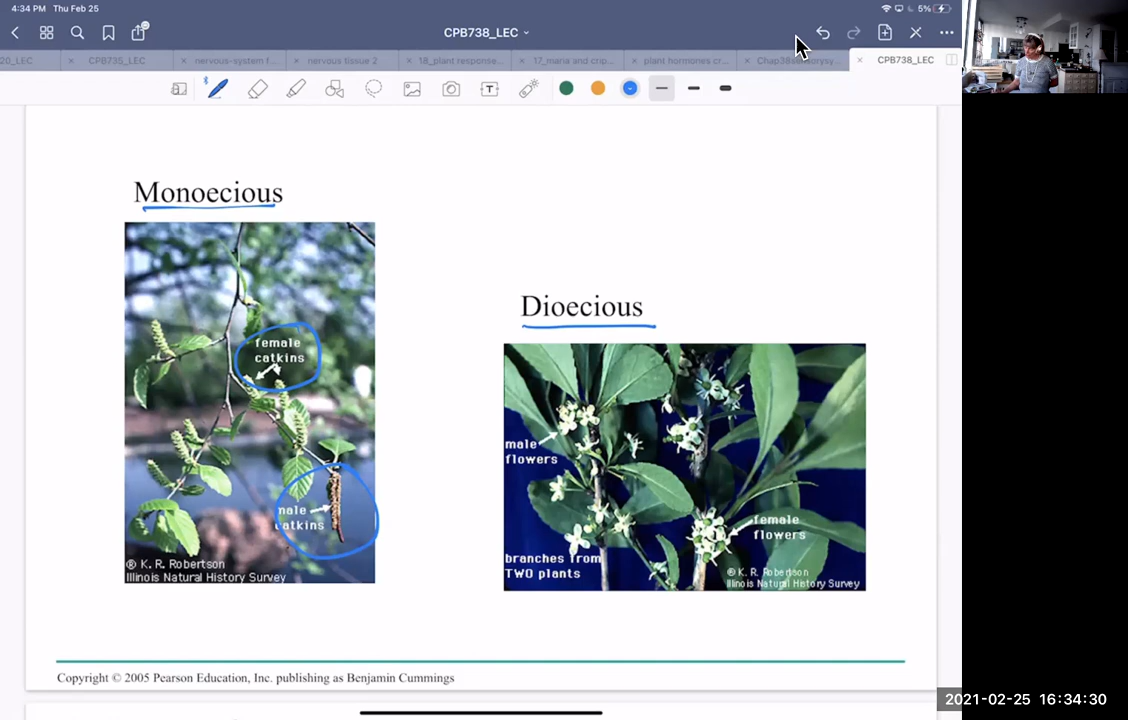 4:34 PM Thu Feb 25
5%
CPB738_LEC
20_LEC
CPB735_LEC
nervous-system f...
nervous tissue 2
18_plant response...
17_maria and crip...
plant hormones cr...
CPB738_LEC
Monoecious
female
catkins
male
catkins
® K. R. Robertson
Illinois Natural History Survey
Dioecious
male
flowers
female
flowers
branches from
TWO plants
® K. R. Robertson
Illinois Natural History Survey
Copyright © 2005 Pearson Education, Inc. publishing as Benjamin Cummings
2021-02-25 16:34:30